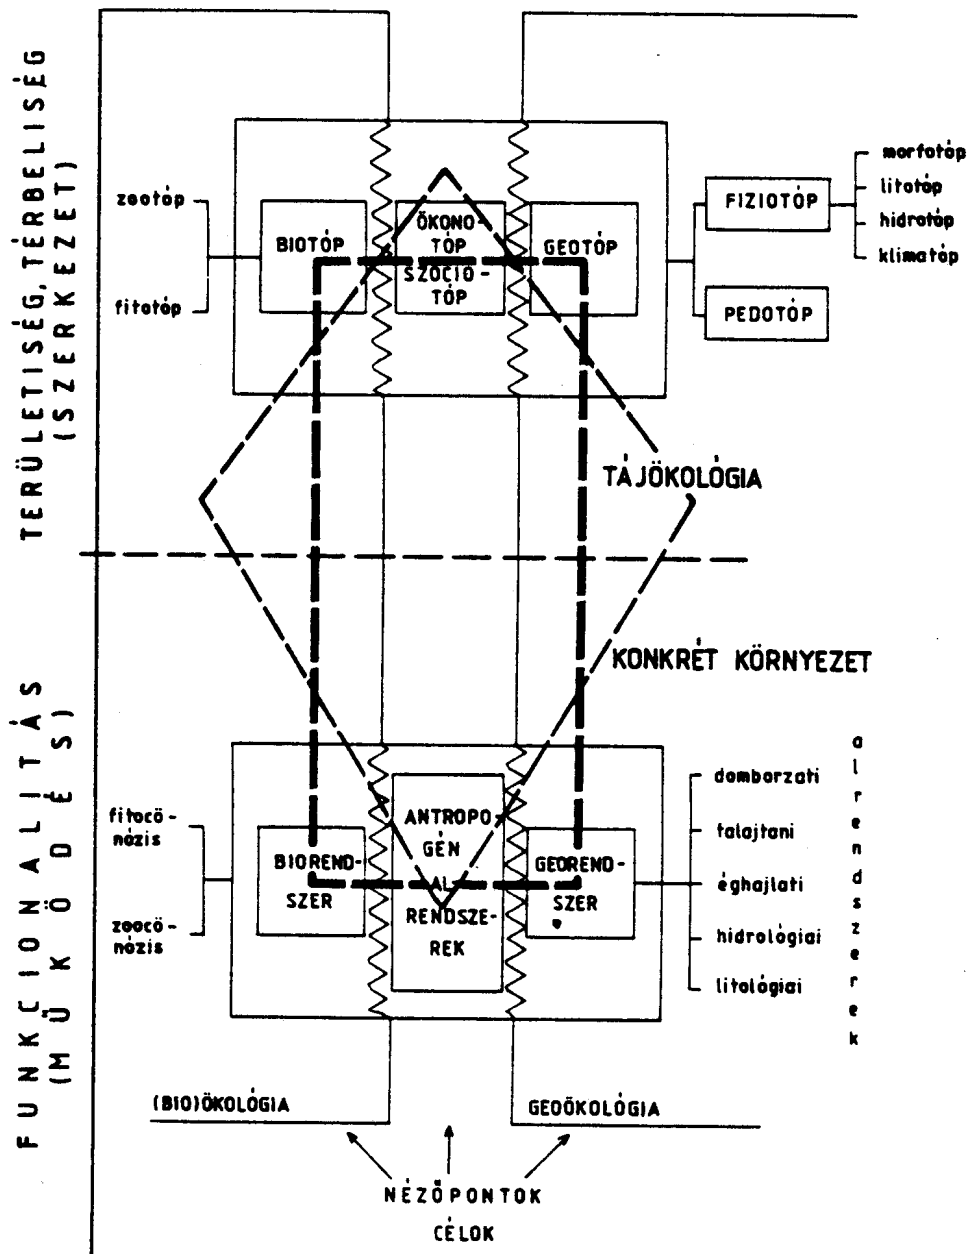 TERÜLETISÉG, TÉRBELISÉG
(SZERKEZET)
zootóp
fitotóp
BIOTÓP
ÖKONO
TÓP
SZOCIO-
TÓP
GEOTÓP
FIZIOTÓP
PEDOTÓP
morfotóp
litotóp
hidrotóp
klimatóp
TÁJÖKOLÓGIA
KONKRÉT KÖRNYEZET
FUNKCIONALITÁS
(MŰKÖDÉS)
fitocö-
názis
zoocö-
názis
BIOREND-
SZER
ANTROPO-
GÉN
AL-
RENDSZE-
REK
GEOREND-
SZER
domborzati
talajtani
éghajlati
hidrológiai
litológiai
alrendszerek
(BIO)ÖKOLÓGIA
GEOÖKOLÓGIA
NÉZŐPONTOK
CÉLOK